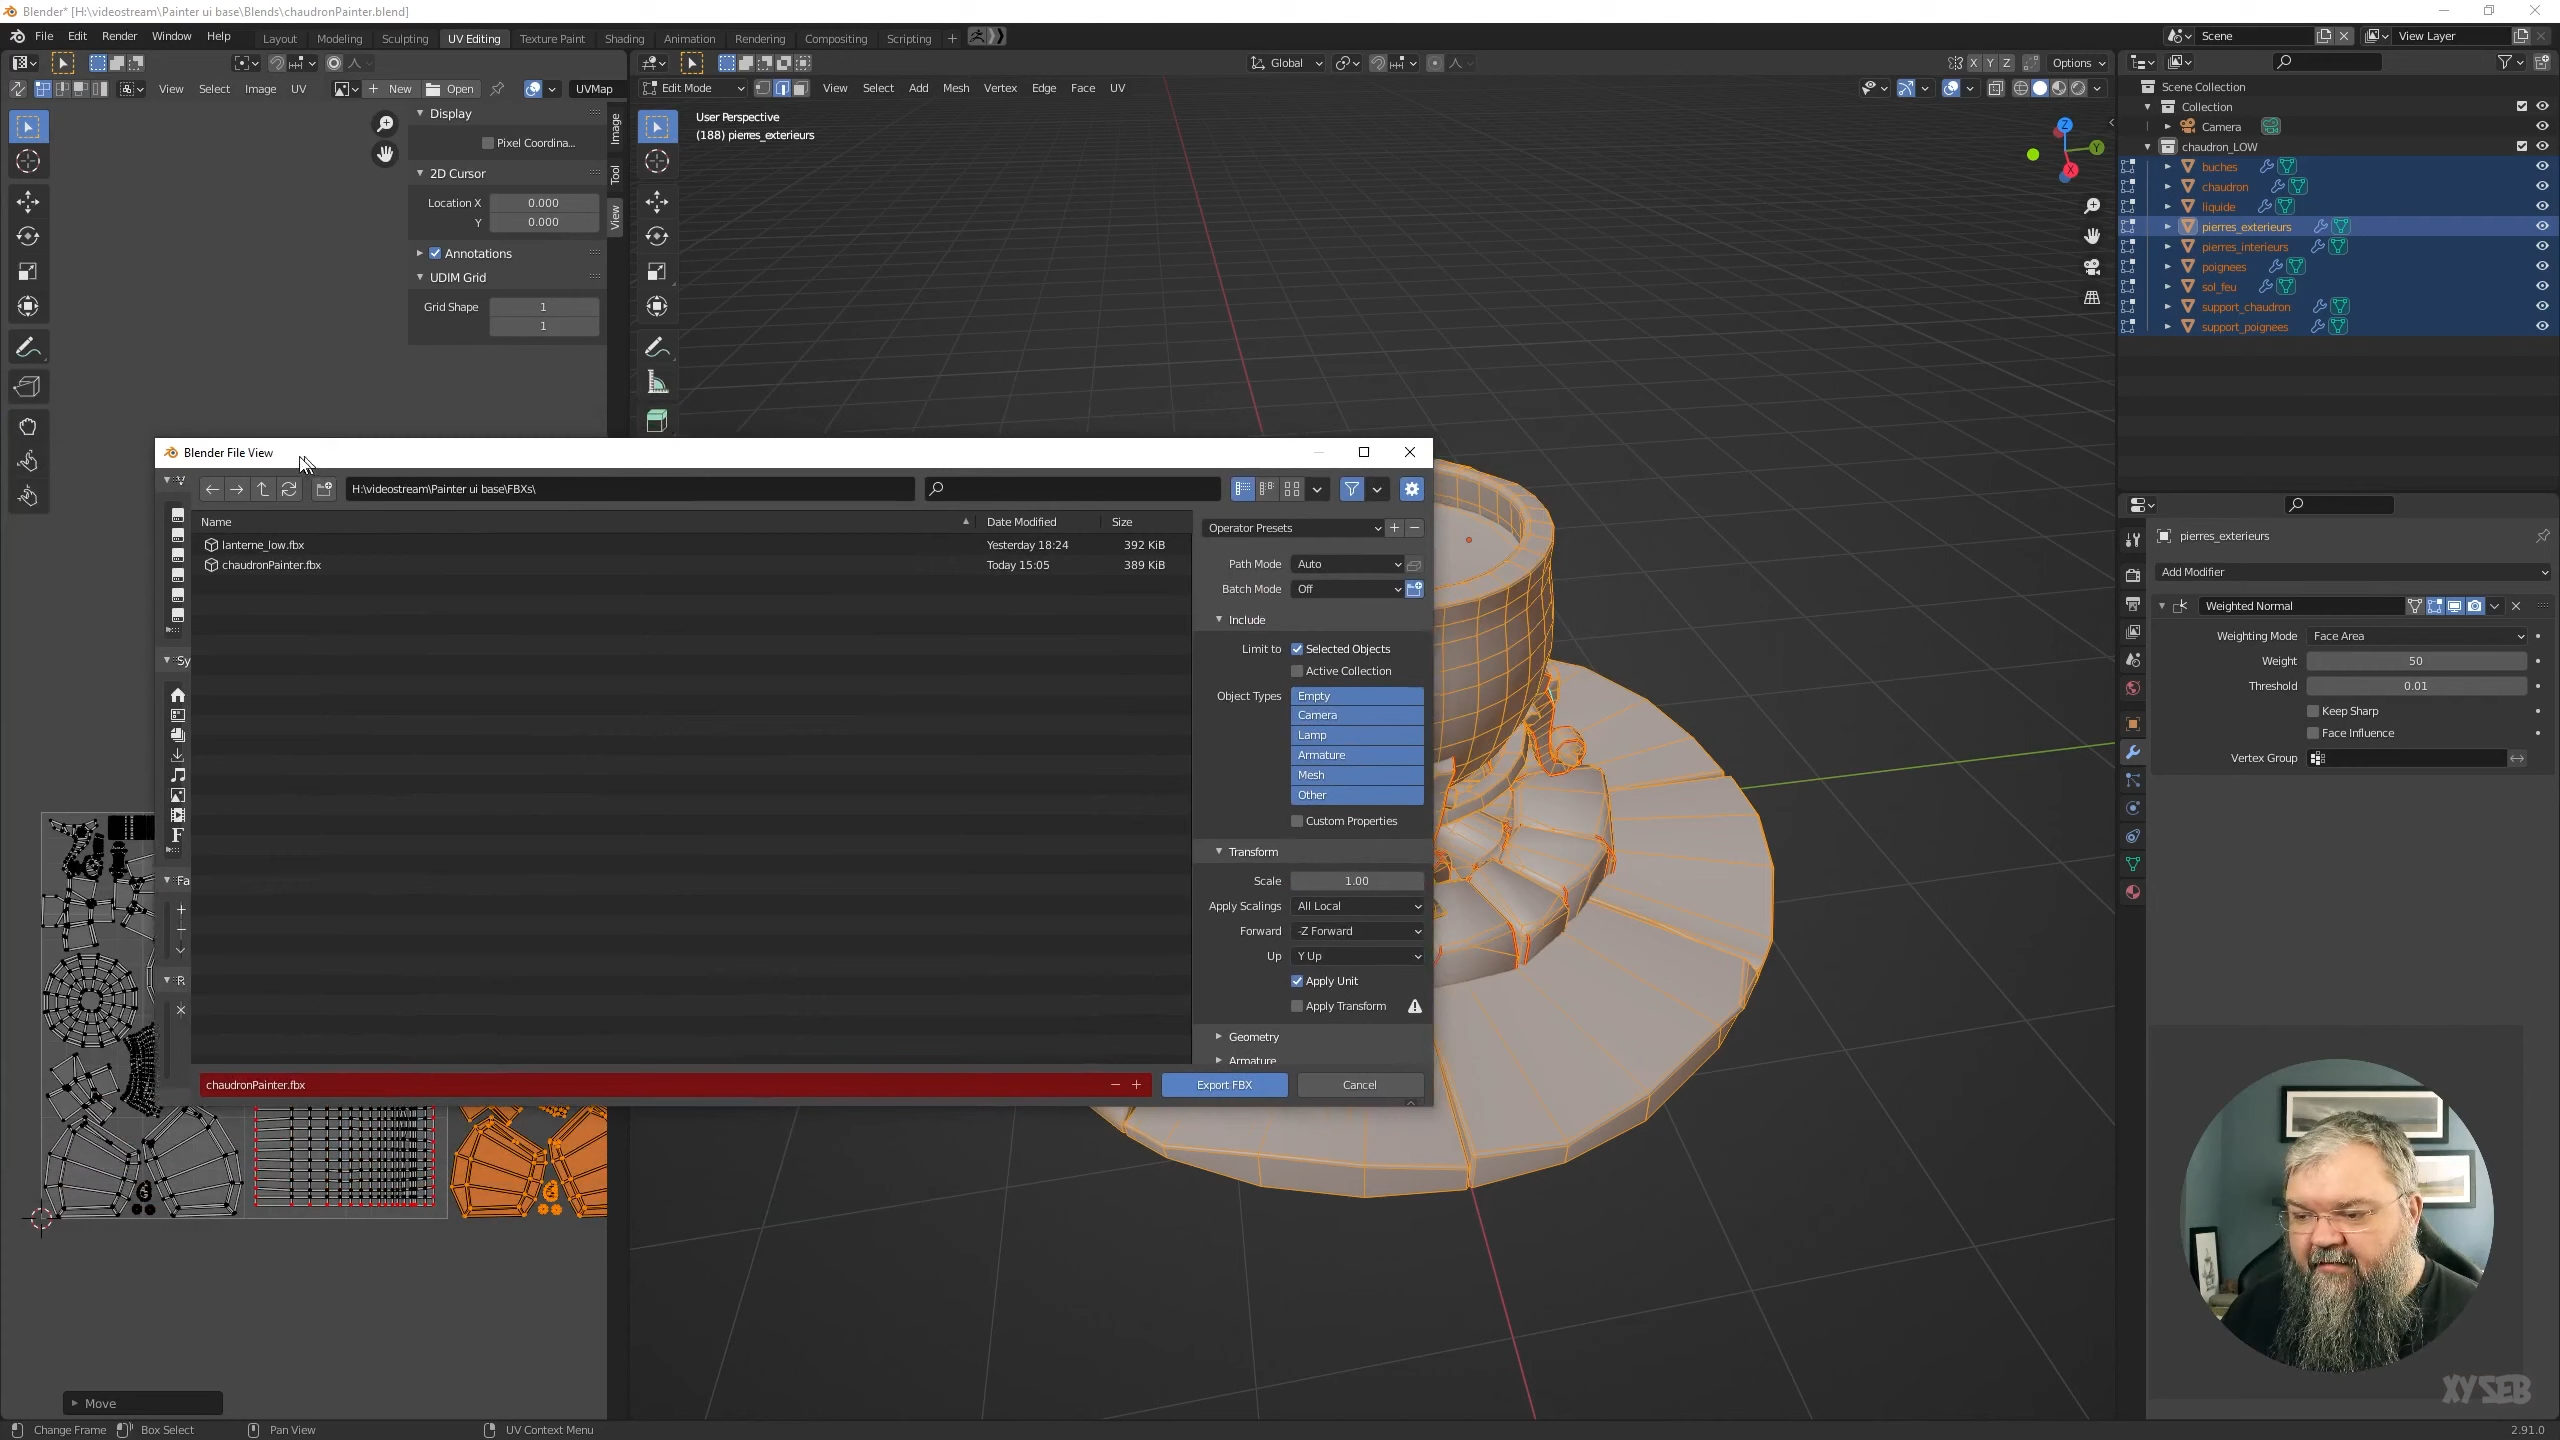 Blender* [H:\videostream\Painter ui base\Blends\chaudronPainter.blend]
File Edit Render Window Help
Layout Modeling Sculpting UV Editing Texture Paint Shading Animation Rendering Compositing Scripting
Scene
View Layer
Global
Options
View Select Image UV
New
Open
UVMap
Edit Mode
View Select Add Mesh Vertex Edge Face UV
X Y Z
Display
Pixel Coordina...
2D Cursor
Location X 0.000
Y 0.000
Annotations
UDIM Grid
Grid Shape 1
1
Image
Tool
View
User Perspective
(188) pierres_exterieurs
Z
Y
X
Scene Collection
Collection
Camera
chaudron_LOW
buches
chaudron
liquide
pierres_exterieurs
pierres_interieurs
poignees
sol_feu
support_chaudron
support_poignees
pierres_exterieurs
Add Modifier
Weighted Normal
Weighting Mode Face Area
Weight 50
Threshold 0.01
Keep Sharp
Face Influence
Vertex Group
Blender File View
H:\videostream\Painter ui base\FBXs\
Name Date Modified Size
lanterne_low.fbx Yesterday 18:24 392 KiB
chaudronPainter.fbx Today 15:05 389 KiB
Sy
Fa
R
Operator Presets
Path Mode Auto
Batch Mode Off
Include
Limit to Selected Objects
Active Collection
Object Types Empty
Camera
Lamp
Armature
Mesh
Other
Custom Properties
Transform
Scale 1.00
Apply Scalings All Local
Forward -Z Forward
Up Y Up
Apply Unit
Apply Transform
Geometry
Armature
chaudronPainter.fbx
Export FBX
Cancel
Move
Change Frame Box Select Pan View UV Context Menu
XYSEB
2.91.0